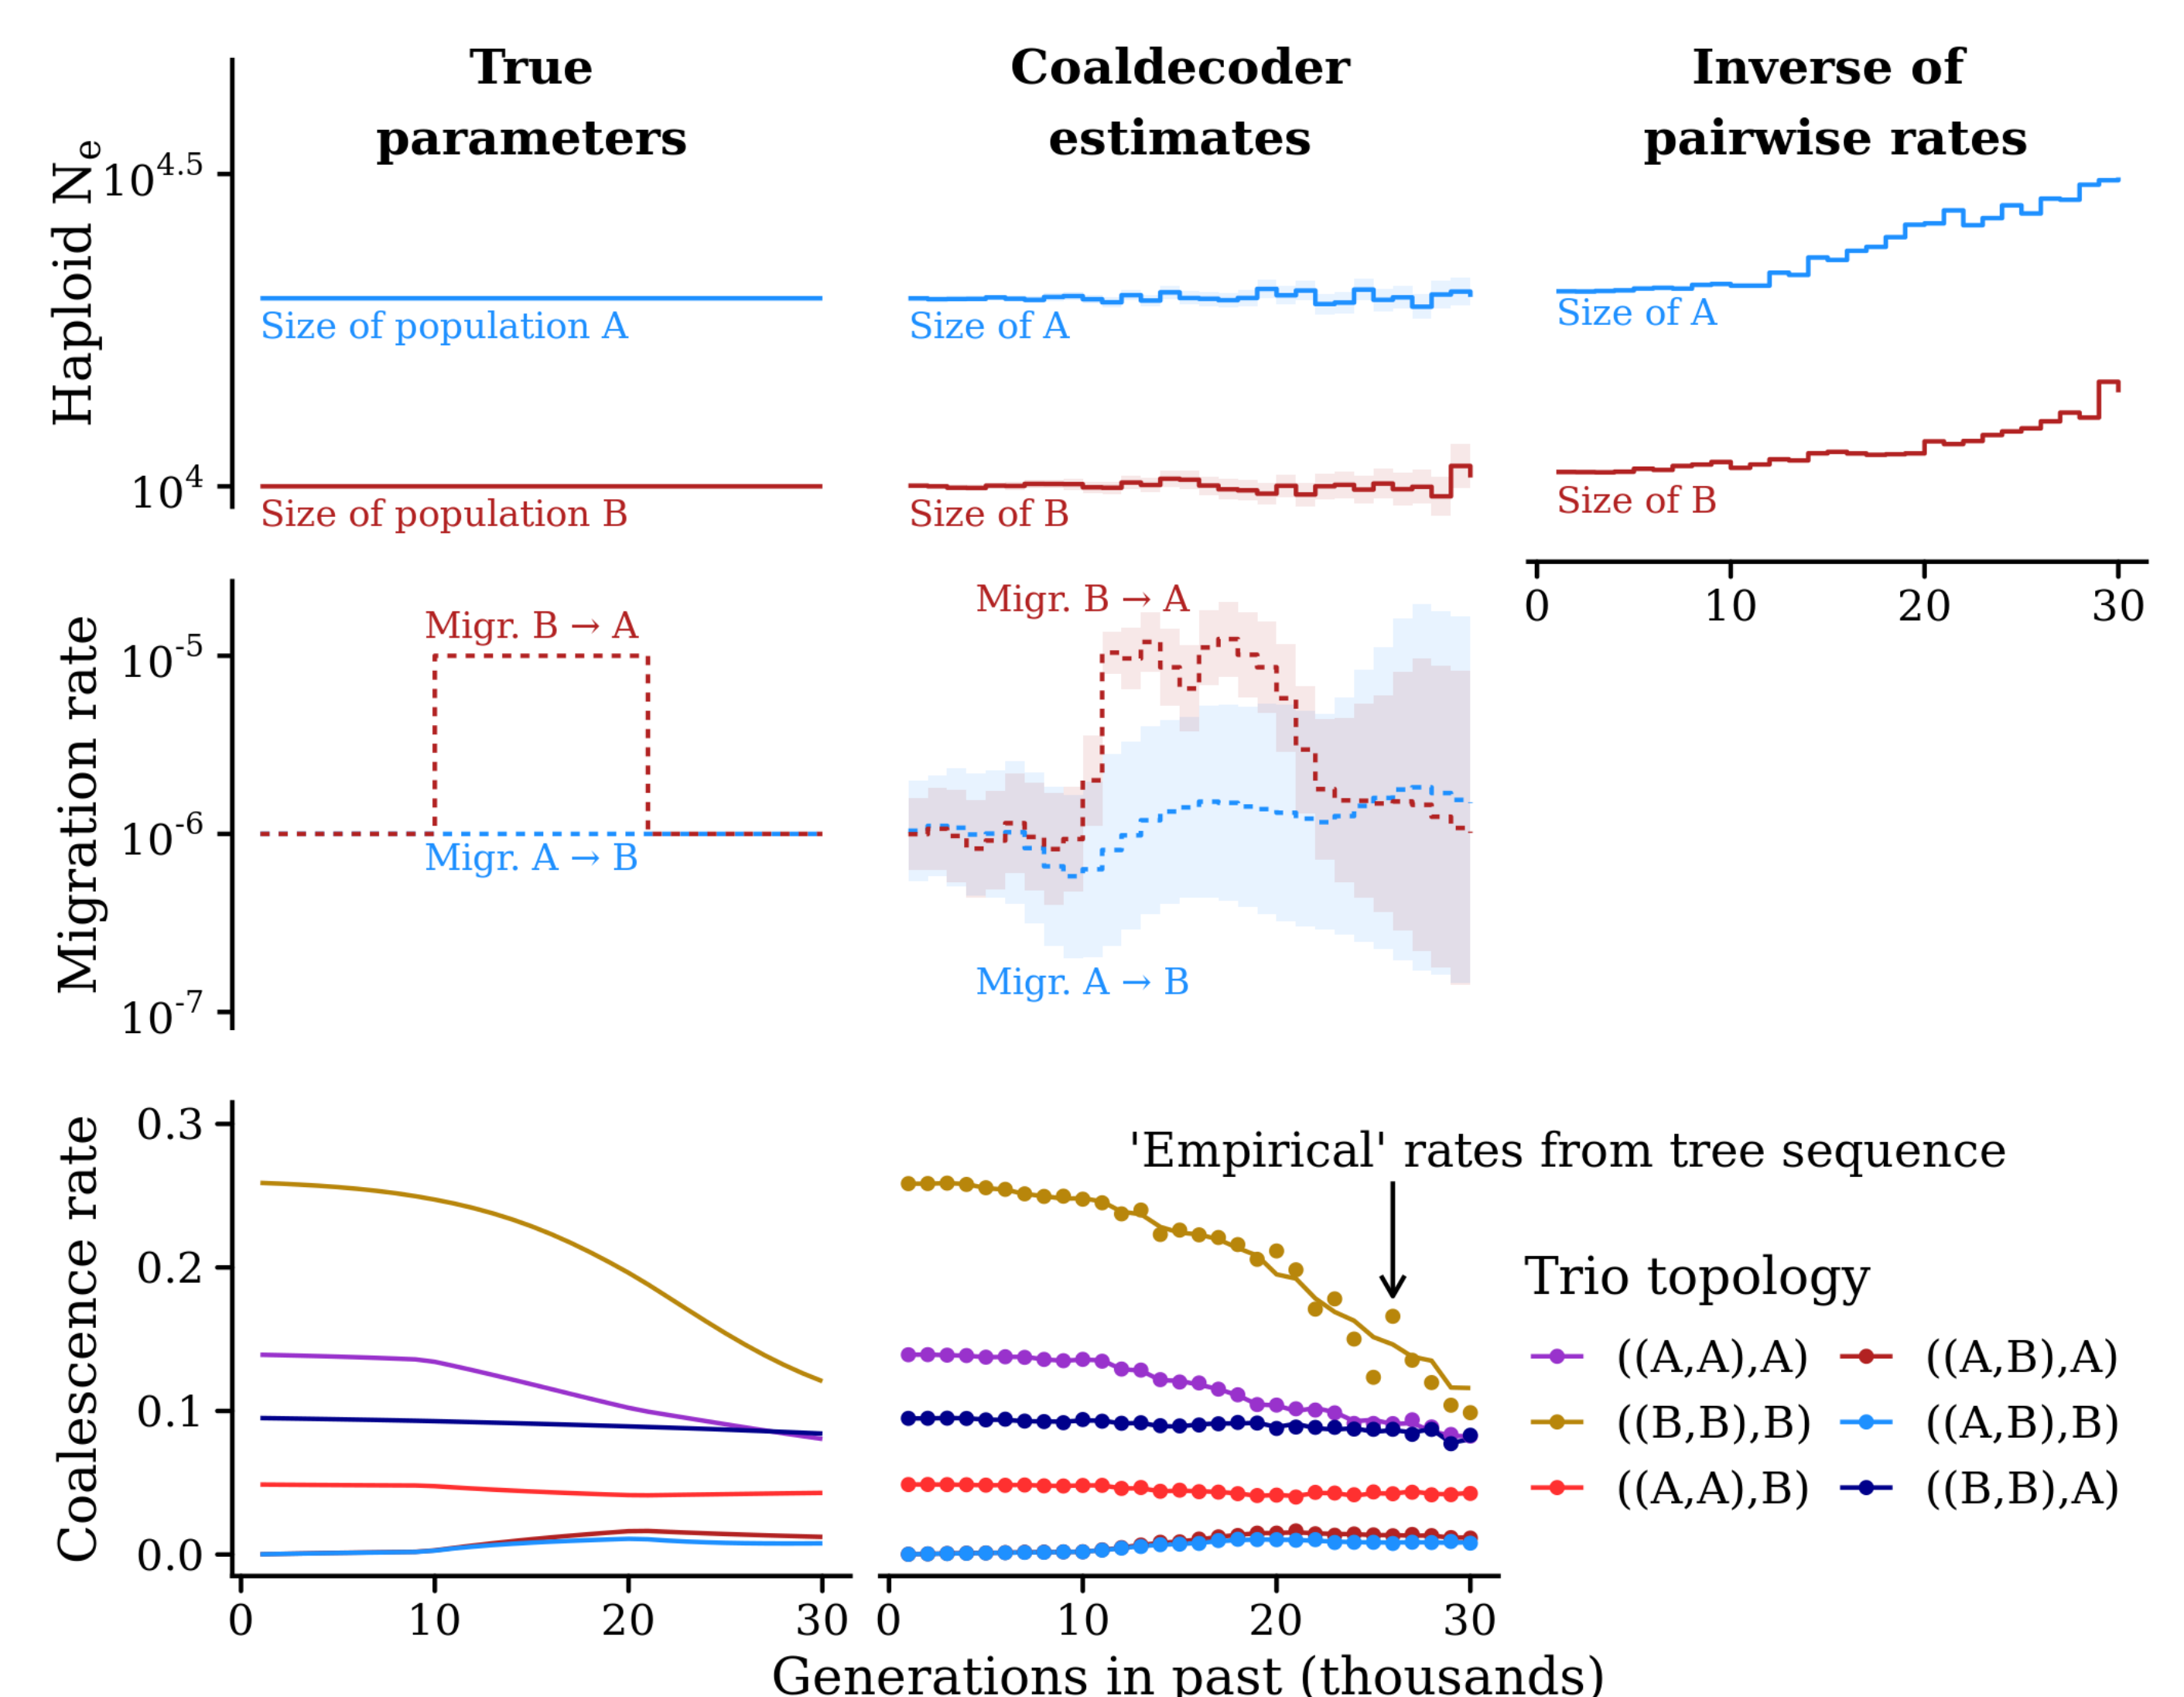 True
parameters
Coaldecoder
estimates
Inverse of
pairwise rates
Haploid Nₑ
10^4.5
10^4
Size of population A
Size of population B
Size of A
Size of B
Size of A
Size of B
0 10 20 30
Migration rate
10^-5
10^-6
10^-7
Migr. B → A
Migr. A → B
Migr. B → A
Migr. A → B
Coalescence rate
0.3
0.2
0.1
0.0
'Empirical' rates from tree sequence
Trio topology
((A,A),A) ((A,B),A)
((B,B),B) ((A,B),B)
((A,A),B) ((B,B),A)
0 10 20 30 0 10 20 30
Generations in past (thousands)